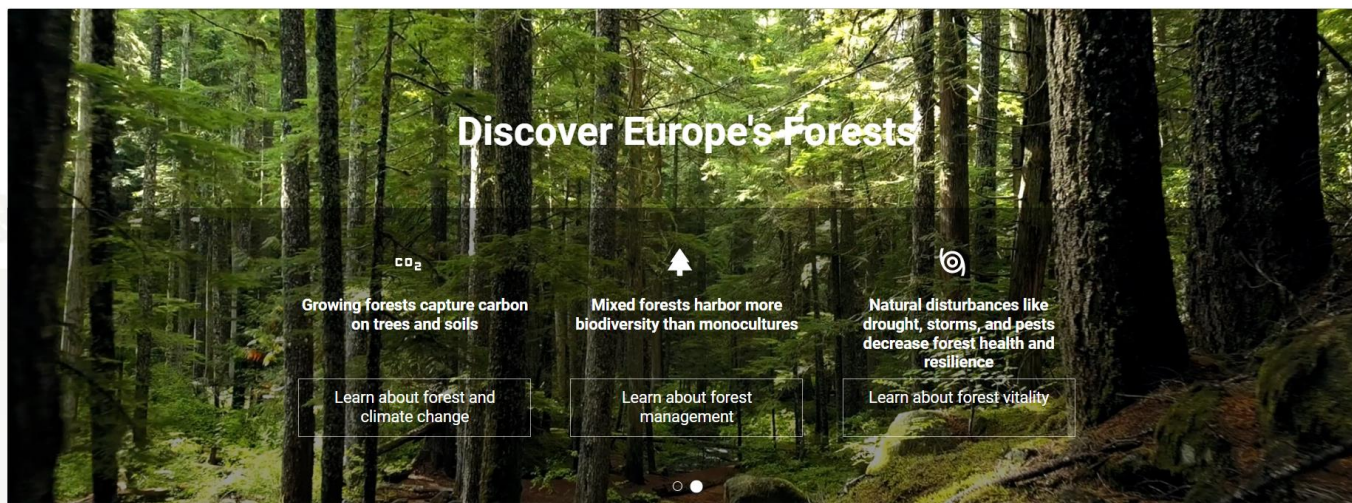 Discover Europe's Forests
CO2
Growing forests capture carbon
on trees and soils
Learn about forest and
climate change
Mixed forests harbor more
biodiversity than monocultures
Learn about forest
management
Natural disturbances like
drought, storms, and pests
decrease forest health and
resilience
Learn about forest vitality